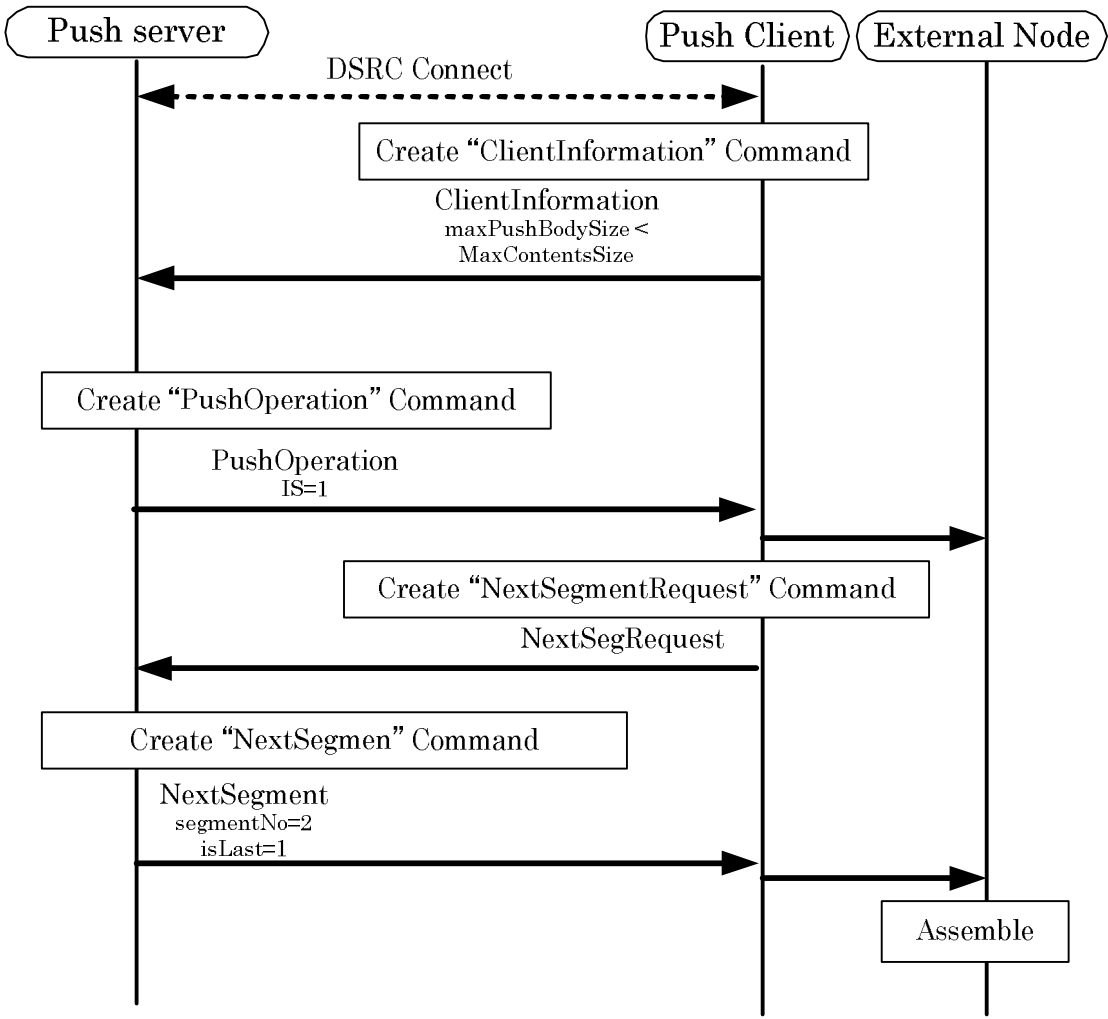 Push server
Push Client
External Node
DSRC Connect
Create “ClientInformation” Command
ClientInformation
maxPushBodySize <
MaxContentsSize
Create “PushOperation” Command
PushOperation
IS=1
Create “NextSegmentRequest” Command
NextSegRequest
Create “NextSegmen” Command
NextSegment
segmentNo=2
isLast=1
Assemble